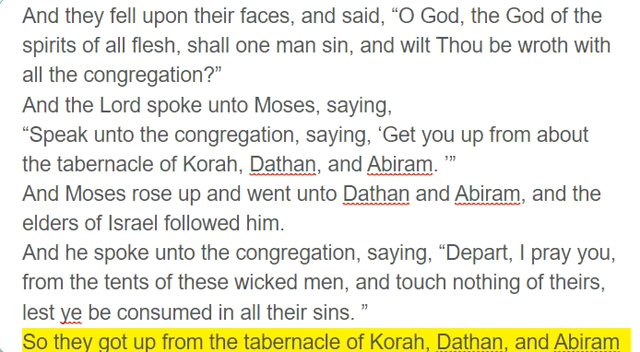 And they fell upon their faces, and said, “O God, the God of the
spirits of all flesh, shall one man sin, and wilt Thou be wroth with
all the congregation?”
And the Lord spoke unto Moses, saying,
“Speak unto the congregation, saying, ‘Get you up from about
the tabernacle of Korah, Dathan, and Abiram. ’”
And Moses rose up and went unto Dathan and Abiram, and the
elders of Israel followed him.
And he spoke unto the congregation, saying, “Depart, I pray you,
from the tents of these wicked men, and touch nothing of theirs,
lest ye be consumed in all their sins. ”
So they got up from the tabernacle of Korah, Dathan, and Abiram